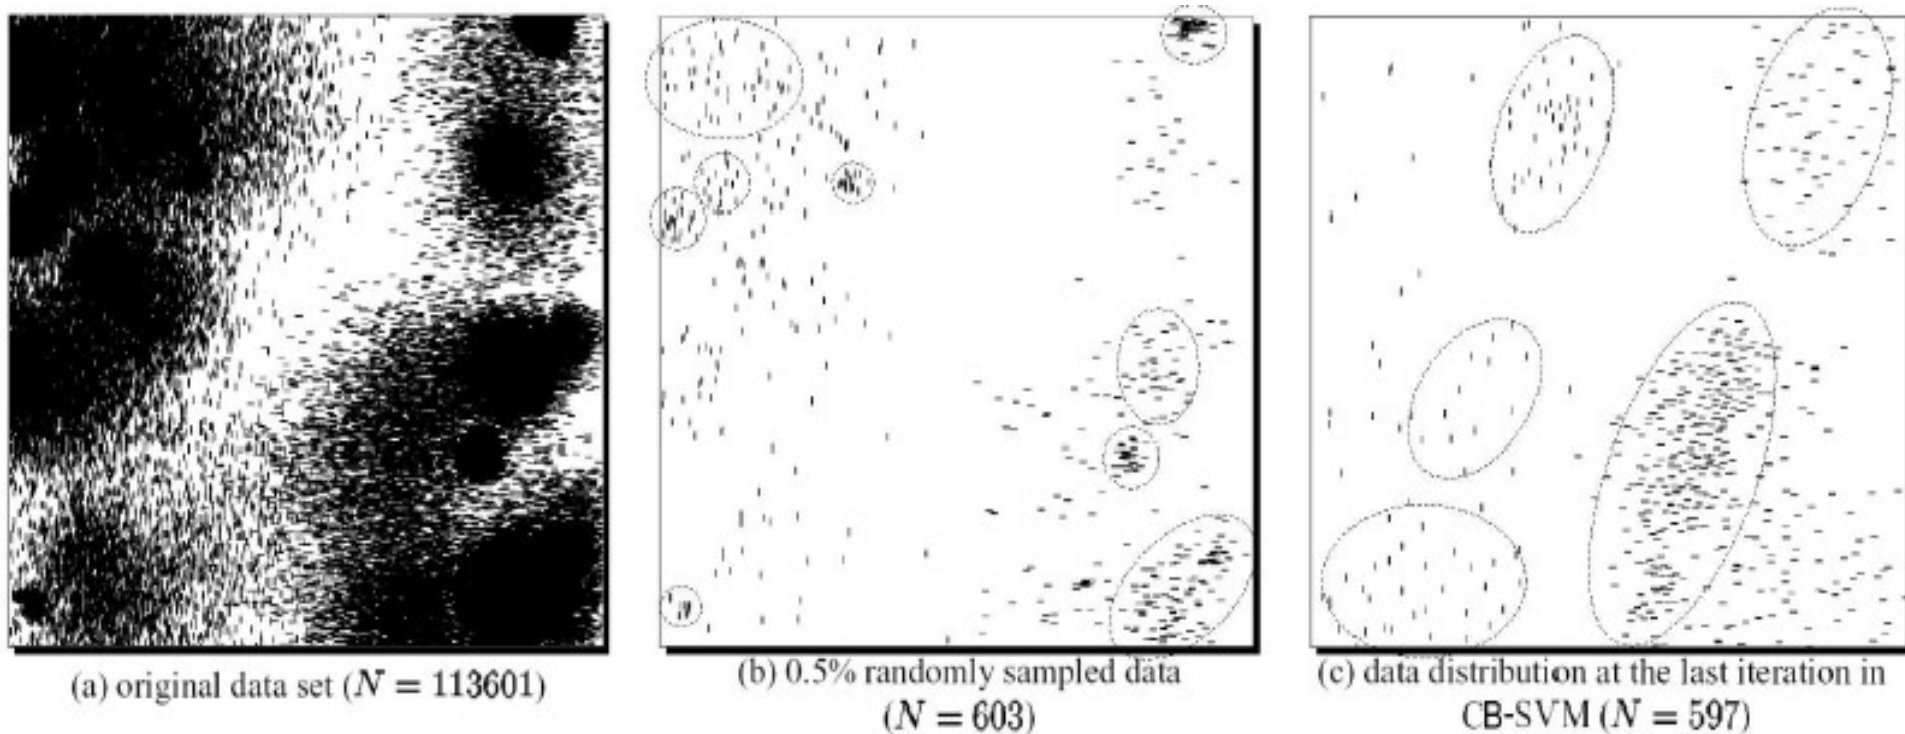 (a) original data set (N = 113601)
(b) 0.5% randomly sampled data
(N = 603)
(c) data distribution at the last iteration in
CB-SVM (N = 597)